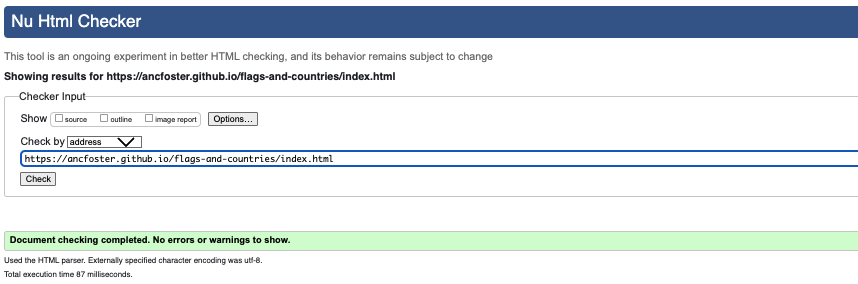 Nu Html Checker
This tool is an ongoing experiment in better HTML checking, and its behavior remains subject to change
Showing results for https://ancfoster.github.io/flags-and-countries/index.html
Checker Input
Show source outline image report Options...
Check by address
https://ancfoster.github.io/flags-and-countries/index.html
Check
Document checking completed. No errors or warnings to show.
Used the HTML parser. Externally specified character encoding was utf-8.
Total execution time 87 milliseconds.